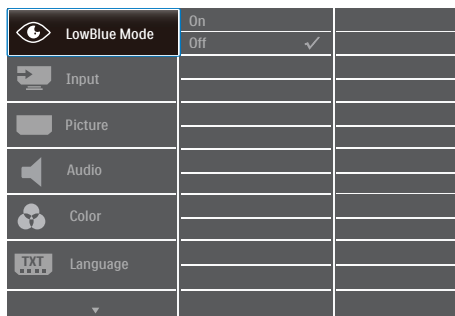 LowBlue Mode
On
Off
Input
Picture
Audio
Color
TXT
Language